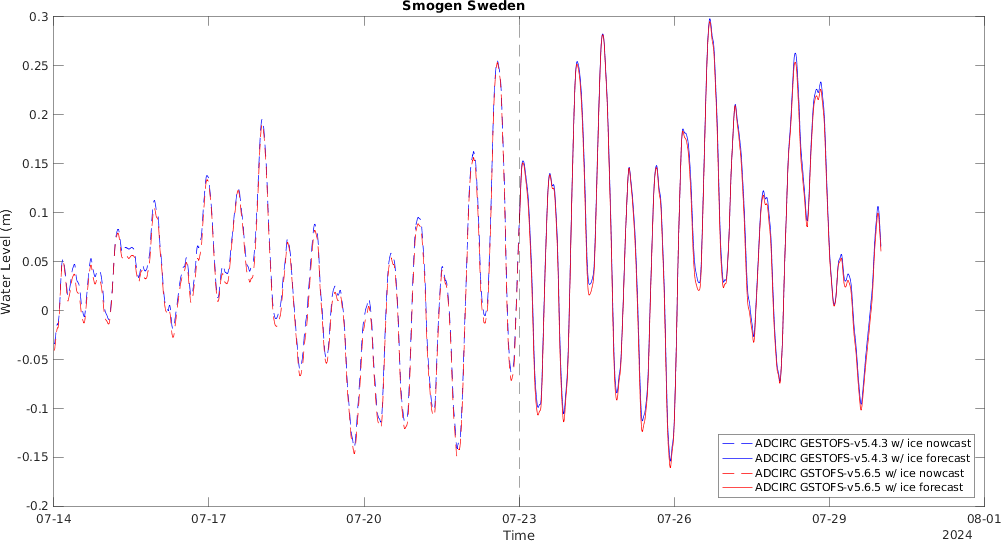 Smogen Sweden
0.3
0.25
0.2
0.15
0.1
0.05
0
-0.05
-0.1
-0.15
-0.2
Water Level (m)
ADCIRC GESTOFS-v5.4.3 w/ ice nowcast
ADCIRC GESTOFS-v5.4.3 w/ ice forecast
ADCIRC GSTOFS-v5.6.5 w/ ice nowcast
ADCIRC GSTOFS-v5.6.5 w/ ice forecast
07-14 07-17 07-20 07-23 07-26 07-29 08-01
Time
2024